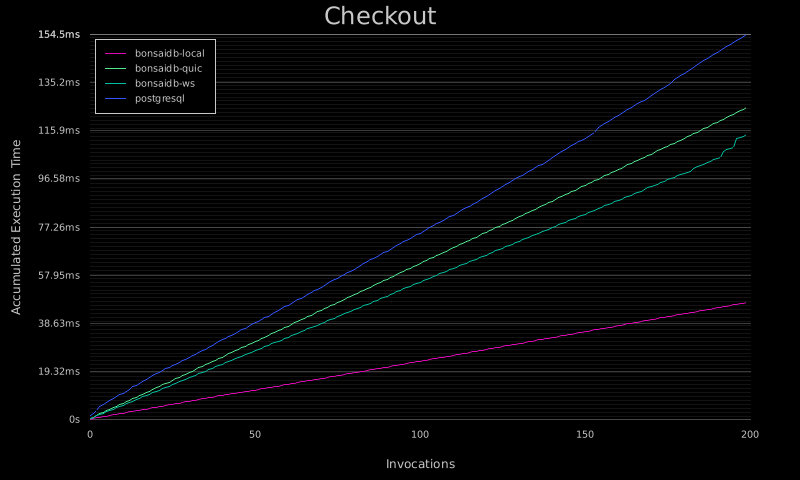 Checkout
154.5ms
bonsaidb-local
bonsaidb-quic
bonsaidb-ws
postgresql
135.2ms
115.9ms
96.58ms
77.26ms
57.95ms
38.63ms
19.32ms
0s
Accumulated Execution Time
0
50
100
150
200
Invocations